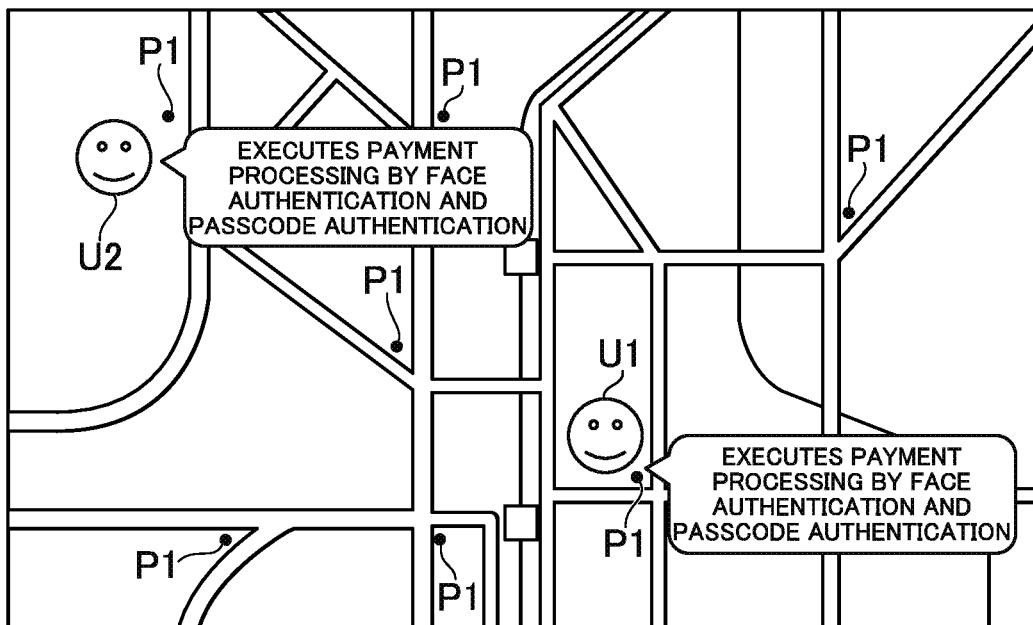 P1
P1
EXECUTES PAYMENT
PROCESSING BY FACE
AUTHENTICATION AND
PASSCODE AUTHENTICATION
P1
U2
P1
U1
EXECUTES PAYMENT
PROCESSING BY FACE
AUTHENTICATION AND
PASSCODE AUTHENTICATION
P1
P1
P1